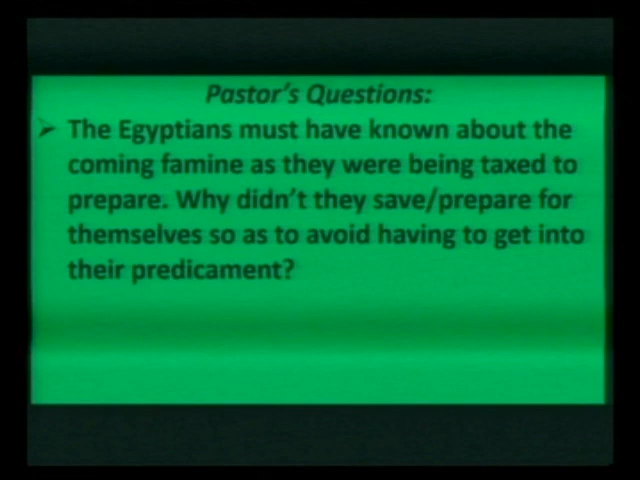 Pastor's Questions:
➢ The Egyptians must have known about the
coming famine as they were being taxed to
prepare. Why didn't they save/prepare for
themselves so as to avoid having to get into
their predicament?